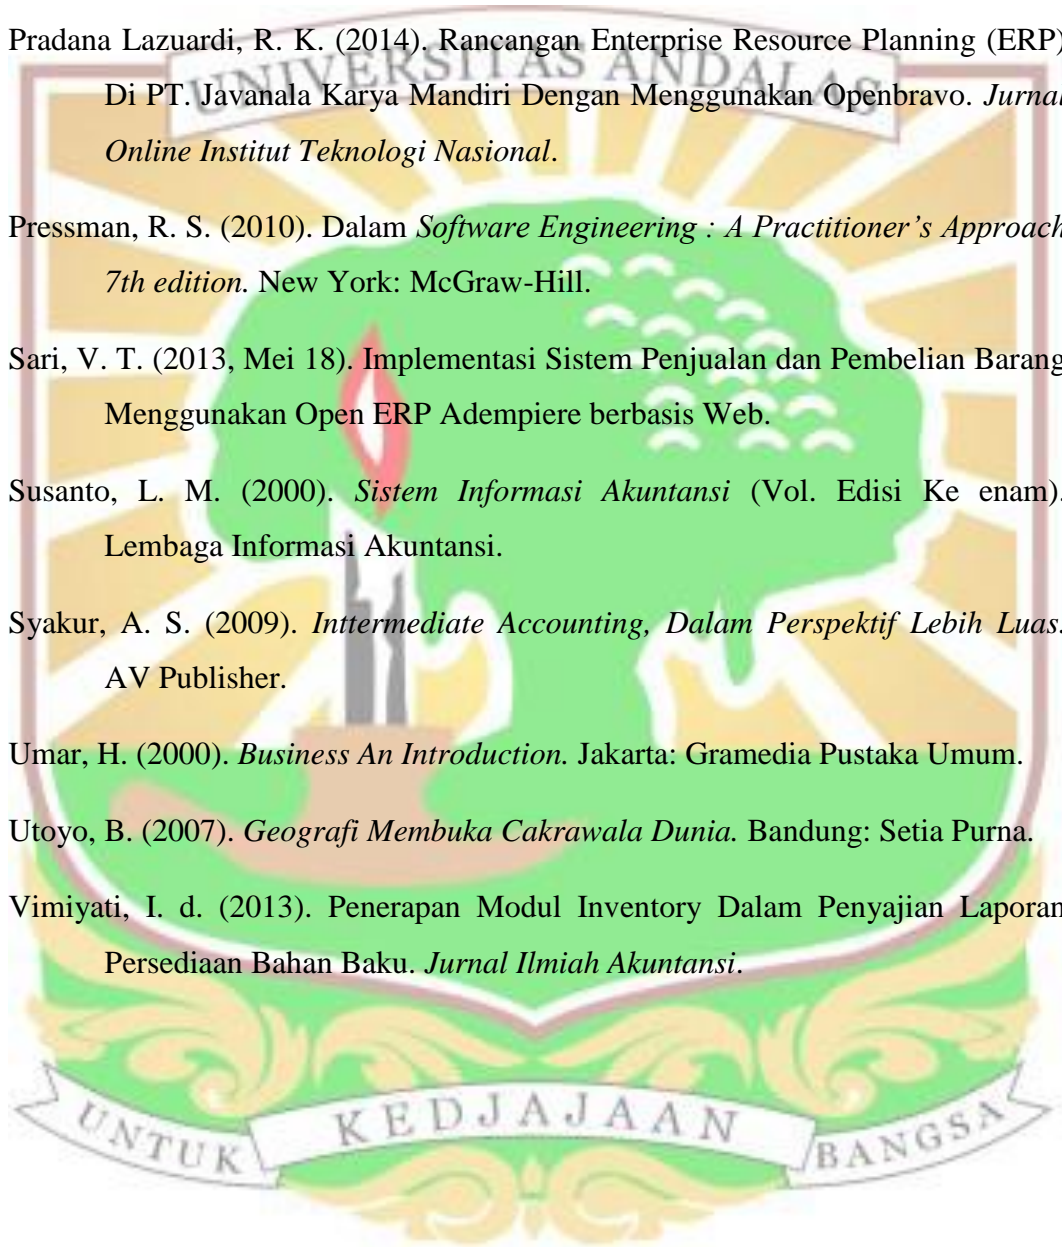 UNIVERSITAS ANDALAS
Pradana Lazuardi, R. K. (2014). Rancangan Enterprise Resource Planning (ERP)
Di PT. Javanala Karya Mandiri Dengan Menggunakan Openbravo. Jurnal
Online Institut Teknologi Nasional.
Pressman, R. S. (2010). Dalam Software Engineering : A Practitioner’s Approach
7th edition. New York: McGraw-Hill.
Sari, V. T. (2013, Mei 18). Implementasi Sistem Penjualan dan Pembelian Barang
Menggunakan Open ERP Adempiere berbasis Web.
Susanto, L. M. (2000). Sistem Informasi Akuntansi (Vol. Edisi Ke enam).
Lembaga Informasi Akuntansi.
Syakur, A. S. (2009). Inttermediate Accounting, Dalam Perspektif Lebih Luas.
AV Publisher.
Umar, H. (2000). Business An Introduction. Jakarta: Gramedia Pustaka Umum.
Utoyo, B. (2007). Geografi Membuka Cakrawala Dunia. Bandung: Setia Purna.
Vimiyati, I. d. (2013). Penerapan Modul Inventory Dalam Penyajian Laporan
Persediaan Bahan Baku. Jurnal Ilmiah Akuntansi.
UNTUK KEDJAJAAN BANGSA